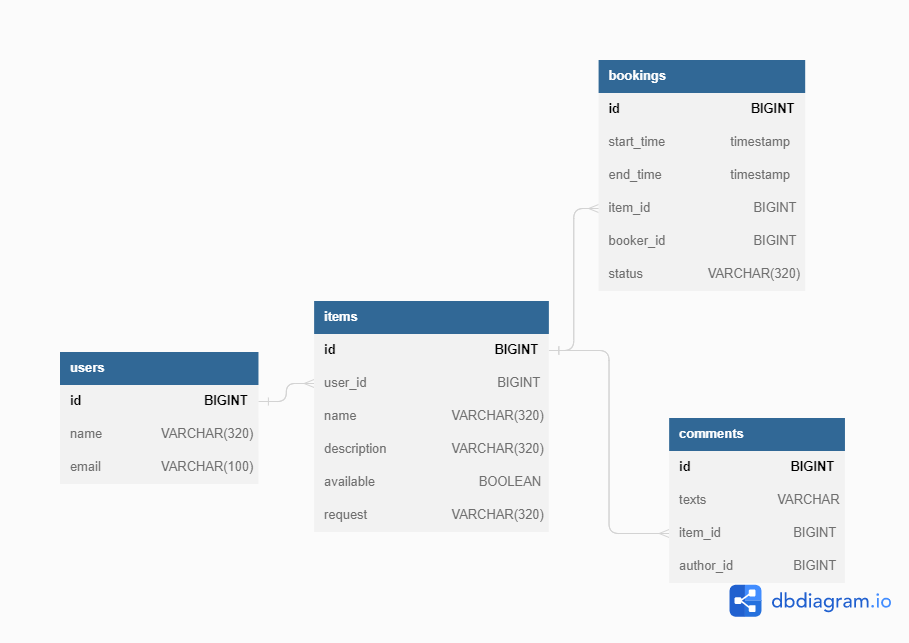 bookings
id BIGINT
start_time timestamp
end_time timestamp
item_id BIGINT
booker_id BIGINT
status VARCHAR(320)
items
id BIGINT
user_id BIGINT
name VARCHAR(320)
description VARCHAR(320)
available BOOLEAN
request VARCHAR(320)
users
id BIGINT
name VARCHAR(320)
email VARCHAR(100)
comments
id BIGINT
texts VARCHAR
item_id BIGINT
author_id BIGINT
dbdiagram.io